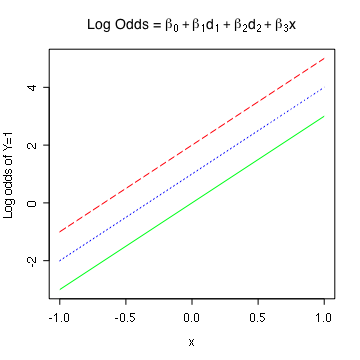 Log Odds = β₀ + β₁d₁ + β₂d₂ + β₃x
Log odds of Y=1
4
2
0
-2
-1.0 -0.5 0.0 0.5 1.0
x